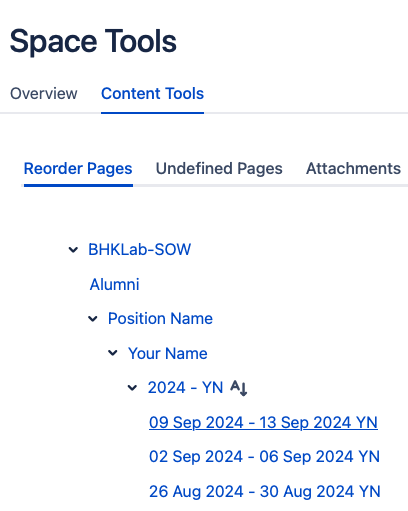 Space Tools
Overview Content Tools
Reorder Pages Undefined Pages Attachments
BHKLab-SOW
Alumni
Position Name
Your Name
2024 - YN
09 Sep 2024 - 13 Sep 2024 YN
02 Sep 2024 - 06 Sep 2024 YN
26 Aug 2024 - 30 Aug 2024 YN